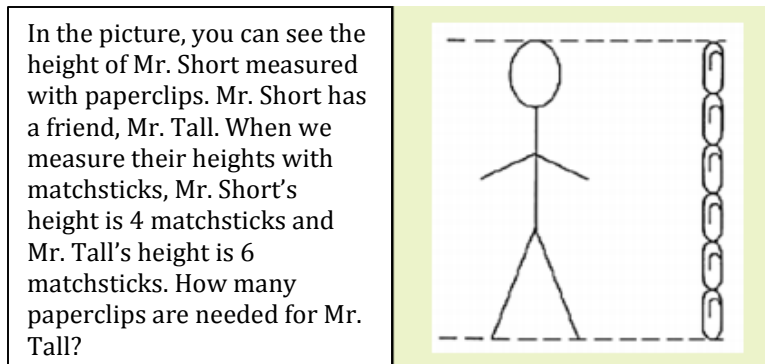 In the picture, you can see the
height of Mr. Short measured
with paperclips. Mr. Short has
a friend, Mr. Tall. When we
measure their heights with
matchsticks, Mr. Short’s
height is 4 matchsticks and
Mr. Tall’s height is 6
matchsticks. How many
paperclips are needed for Mr.
Tall?